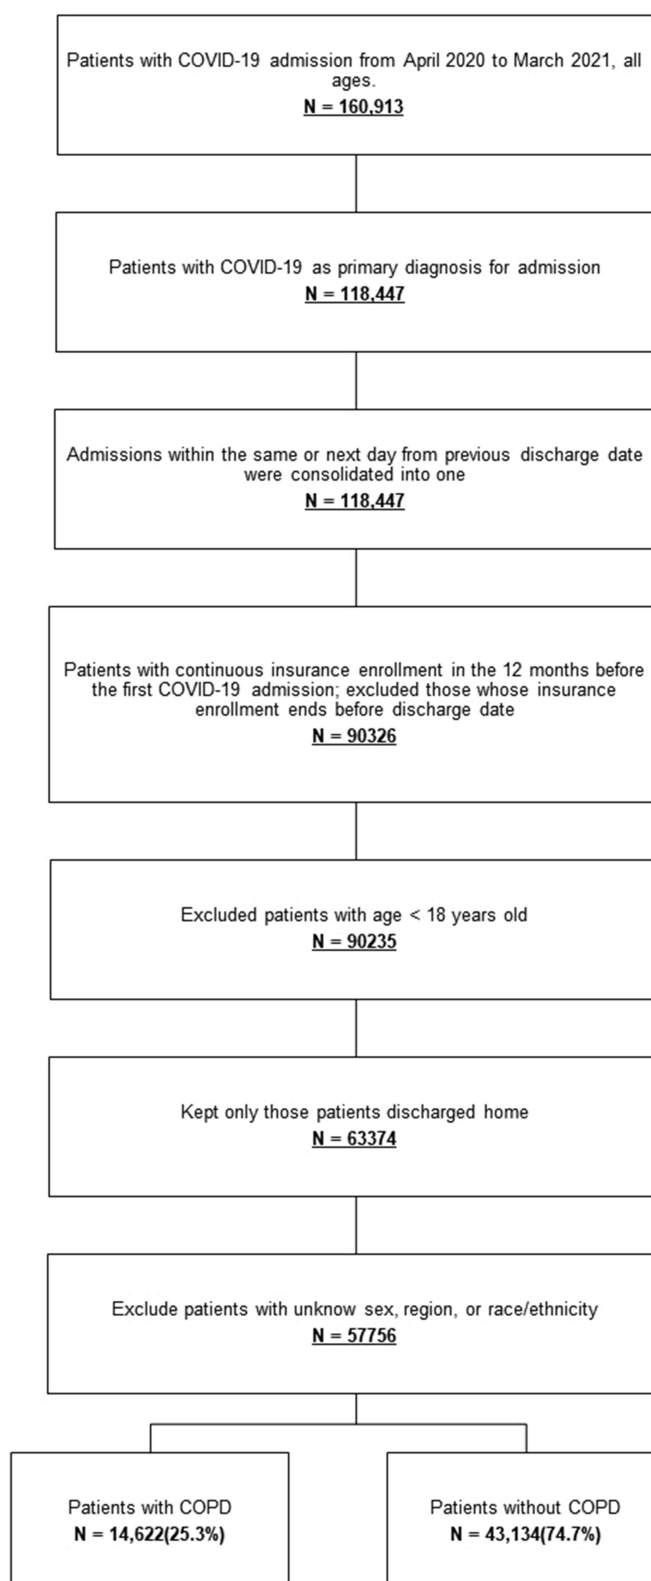 Patients with COVID-19 admission from April 2020 to March 2021, all
ages.
N = 160,913
Patients with COVID-19 as primary diagnosis for admission
N = 118,447
Admissions within the same or next day from previous discharge date
were consolidated into one
N = 118,447
Patients with continuous insurance enrollment in the 12 months before
the first COVID-19 admission; excluded those whose insurance
enrollment ends before discharge date
N = 90326
Excluded patients with age < 18 years old
N = 90235
Kept only those patients discharged home
N = 63374
Exclude patients with unknow sex, region, or race/ethnicity
N = 57756
Patients with COPD
N = 14,622(25.3%)
Patients without COPD
N = 43,134(74.7%)